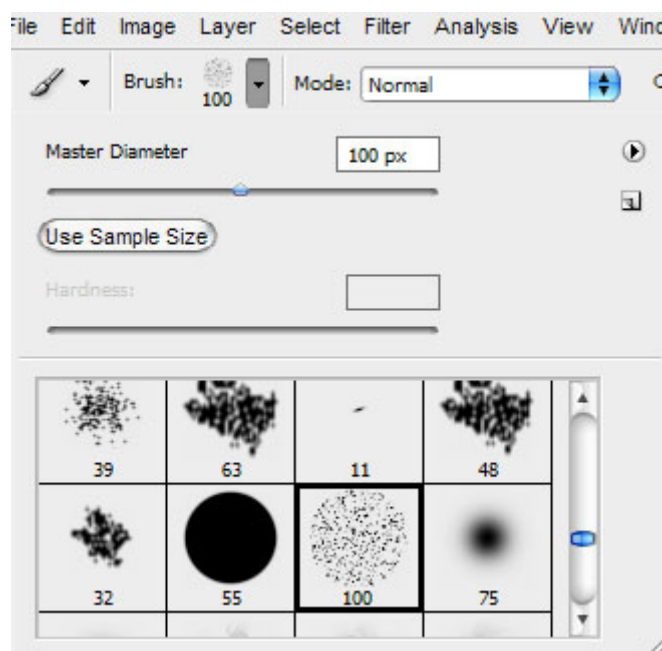 File Edit Image Layer Select Filter Analysis View Wind
Brush: 100 Mode: Normal
Master Diameter 100 px
Use Sample Size
Hardness:
39 63 11 48
32 55 100 75